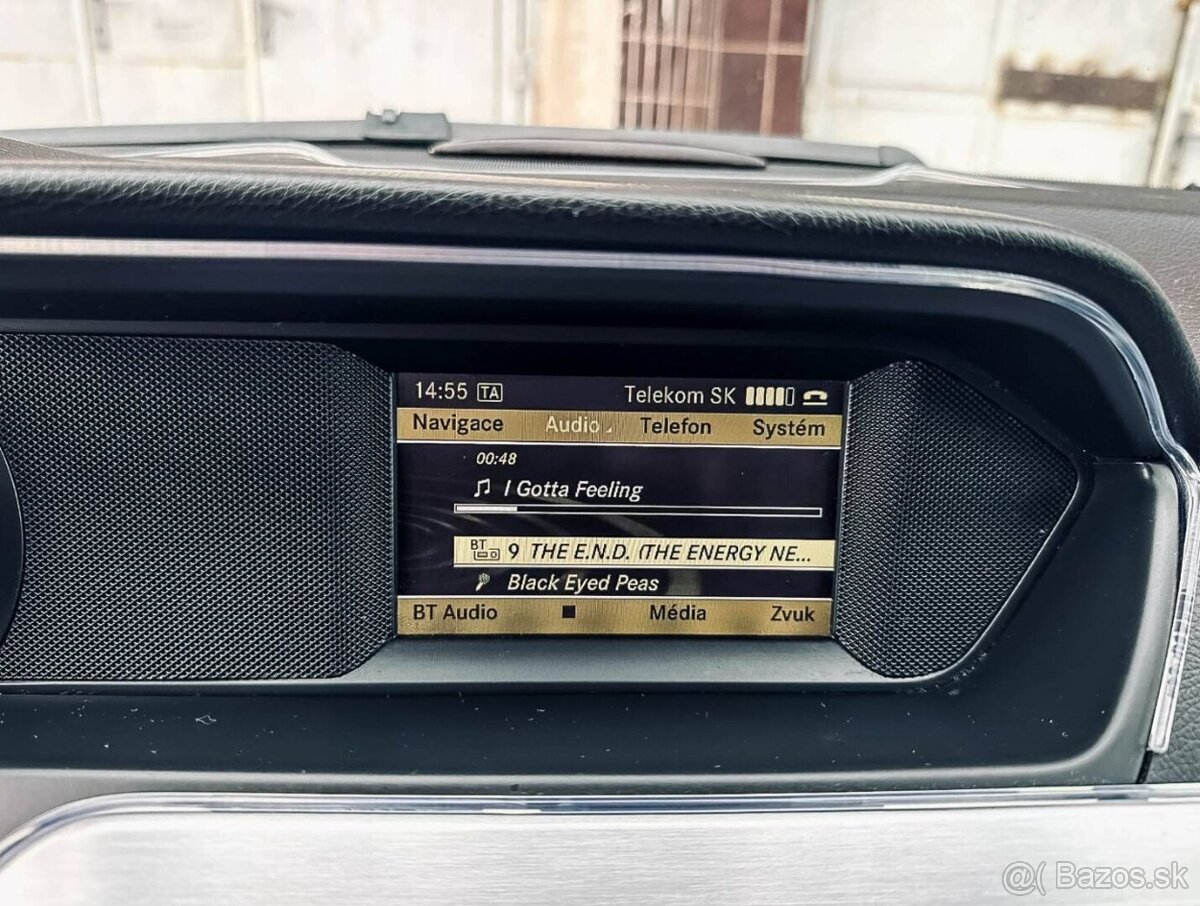 14:55 TA Telekom SK
Navigace Audio Telefon Systém
00:48
I Gotta Feeling
BT 9 THE E.N.D. (THE ENERGY NE...
Black Eyed Peas
BT Audio Média Zvuk
@( Bazos.sk